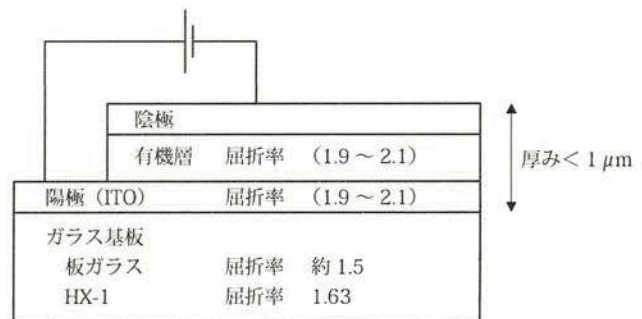 陰極
有機層 屈折率 (1.9 ~ 2.1)
厚み< 1 μm
陽極 (ITO) 屈折率 (1.9 ~ 2.1)
ガラス基板
板ガラス 屈折率 約 1.5
HX-1 屈折率 1.63